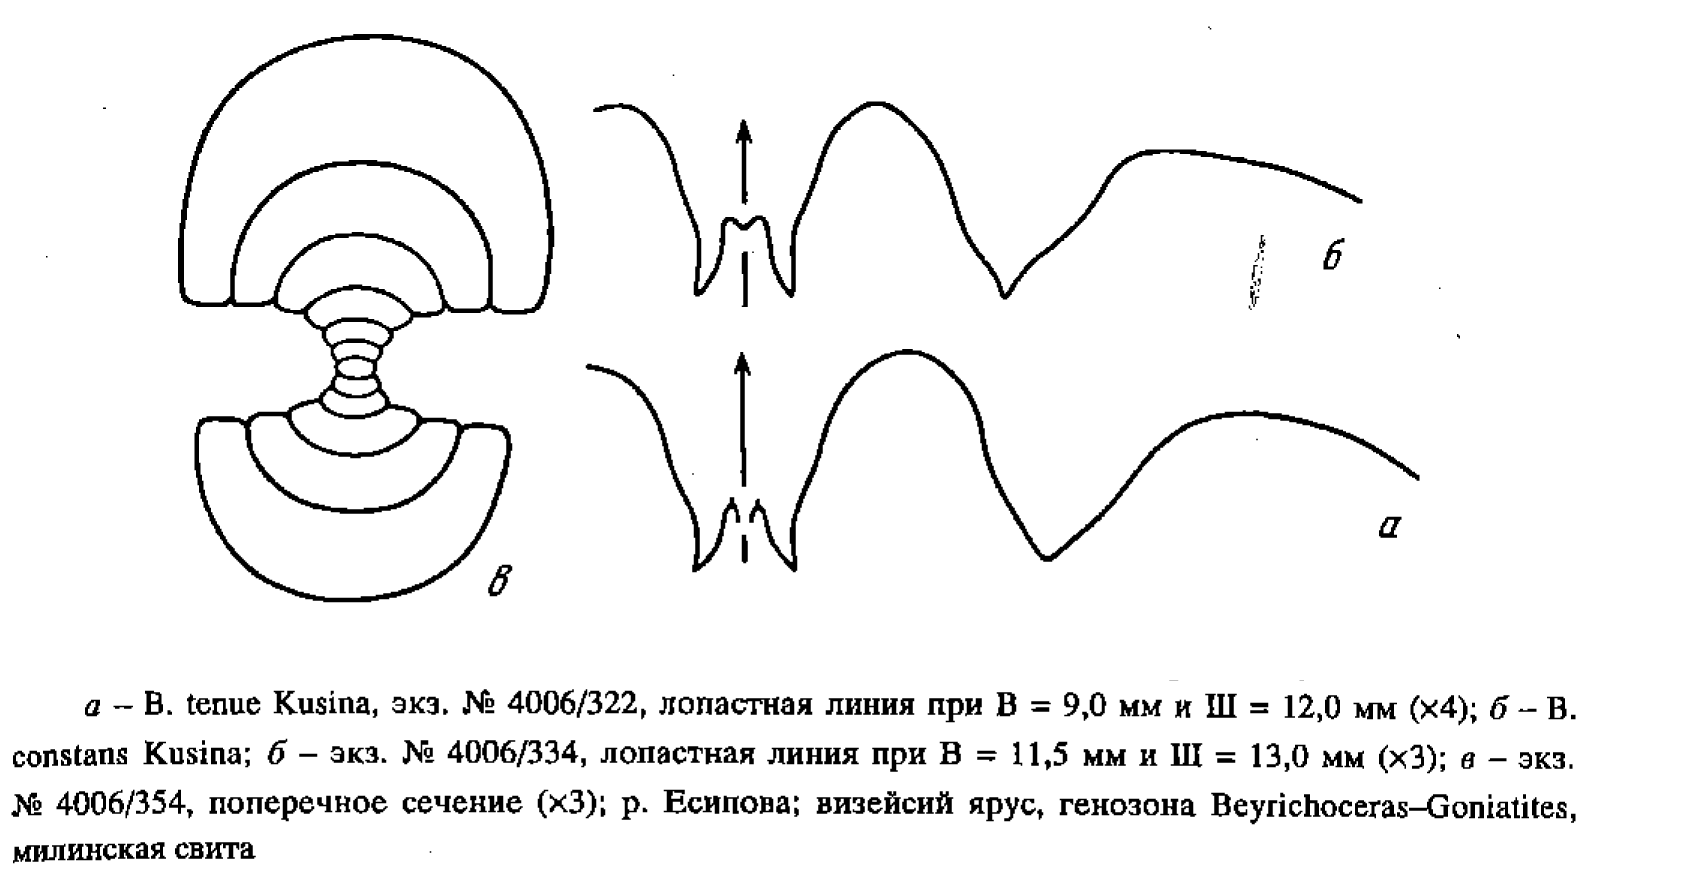 б
а
в
а – B. tenue Kusina, экз. № 4006/322, лопастная линия при В = 9,0 мм и Ш = 12,0 мм (×4); б – B.
constans Kusina; б – экз. № 4006/334, лопастная линия при В = 11,5 мм и Ш = 13,0 мм (×3); в – экз.
№ 4006/354, поперечное сечение (×3); р. Есипова; визейсий ярус, генозона Beyrichoceras–Goniatites,
милинская свита